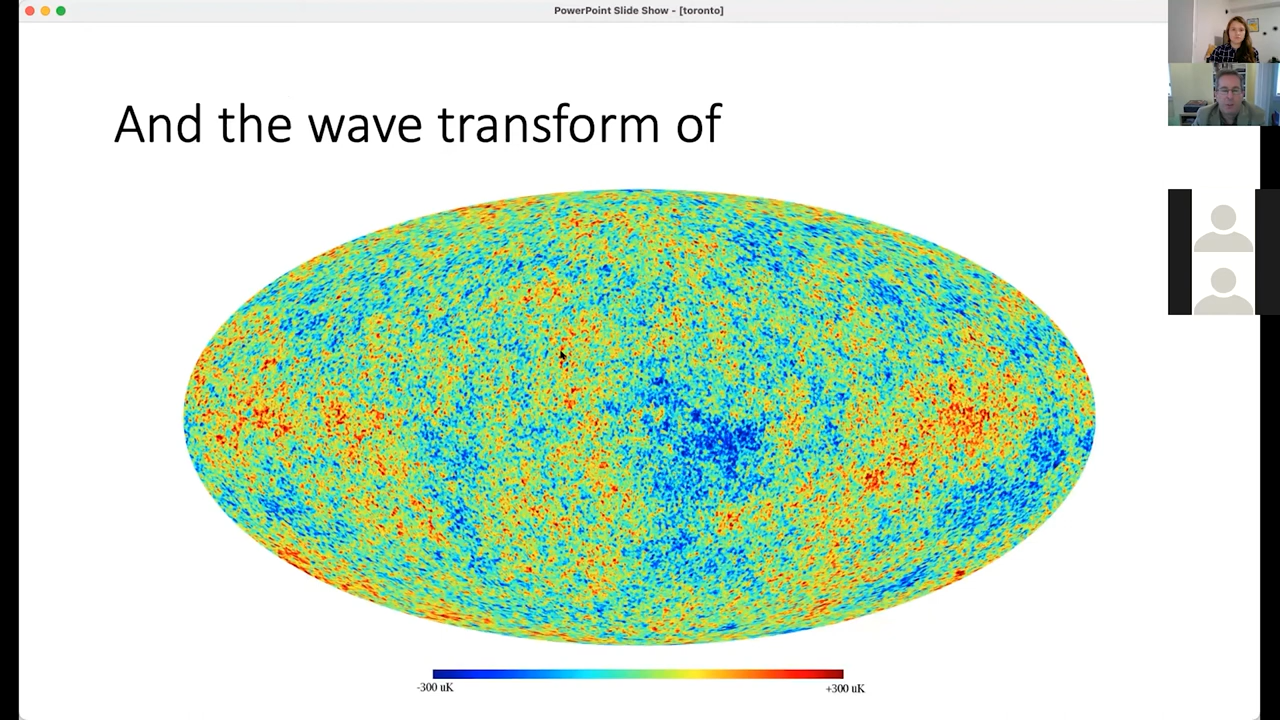 PowerPoint Slide Show - [toronto]
And the wave transform of
-300 uK
+300 uK